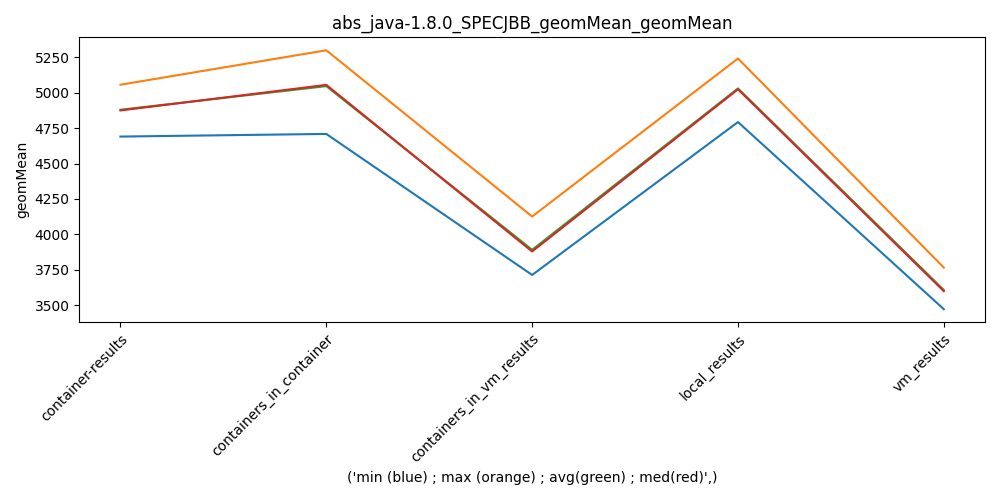 abs_java-1.8.0_SPECJBB_geomMean_geomMean
geomMean
5250
5000
4750
4500
4250
4000
3750
3500
container-results
containers_in_container
containers_in_vm_results
local_results
vm_results
('min (blue) ; max (orange) ; avg(green) ; med(red)',)